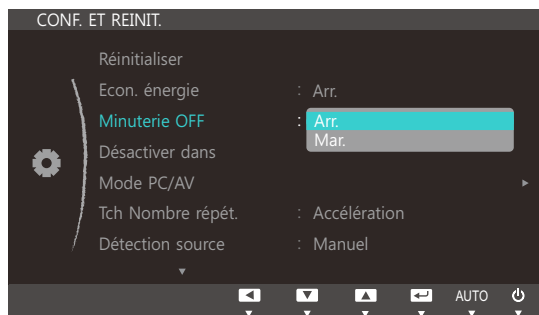 CONF. ET REINIT.
Réinitialiser
Econ. énergie : Arr.
Minuterie OFF : Arr.
Mar.
Désactiver dans
Mode PC/AV
Tch Nombre répét. : Accélération
Détection source : Manuel
AUTO